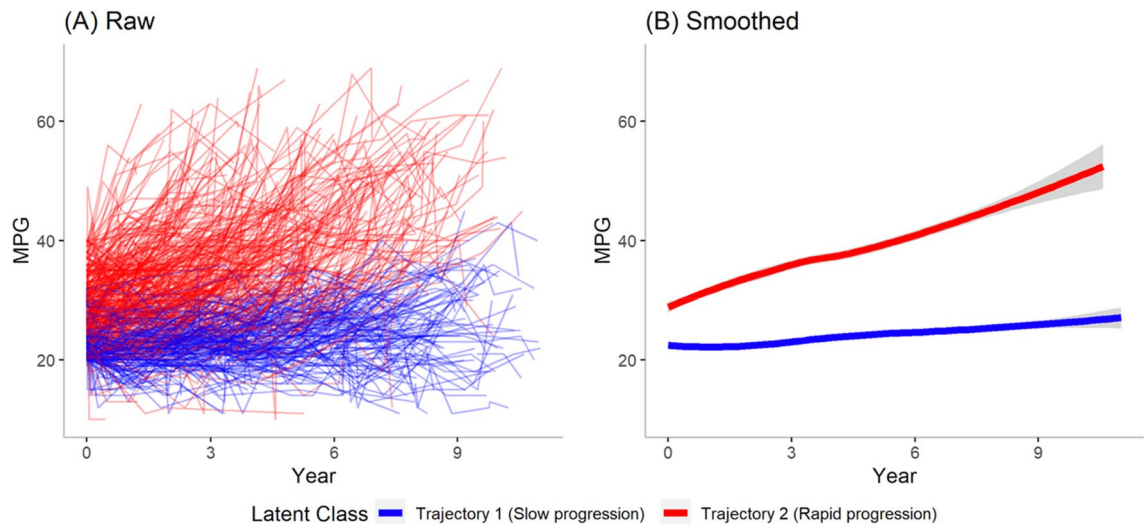 (A) Raw
(B) Smoothed
MPG
60
40
20
0 3 6 9
Year
MPG
60
40
20
0 3 6 9
Year
Latent Class Trajectory 1 (Slow progression) Trajectory 2 (Rapid progression)